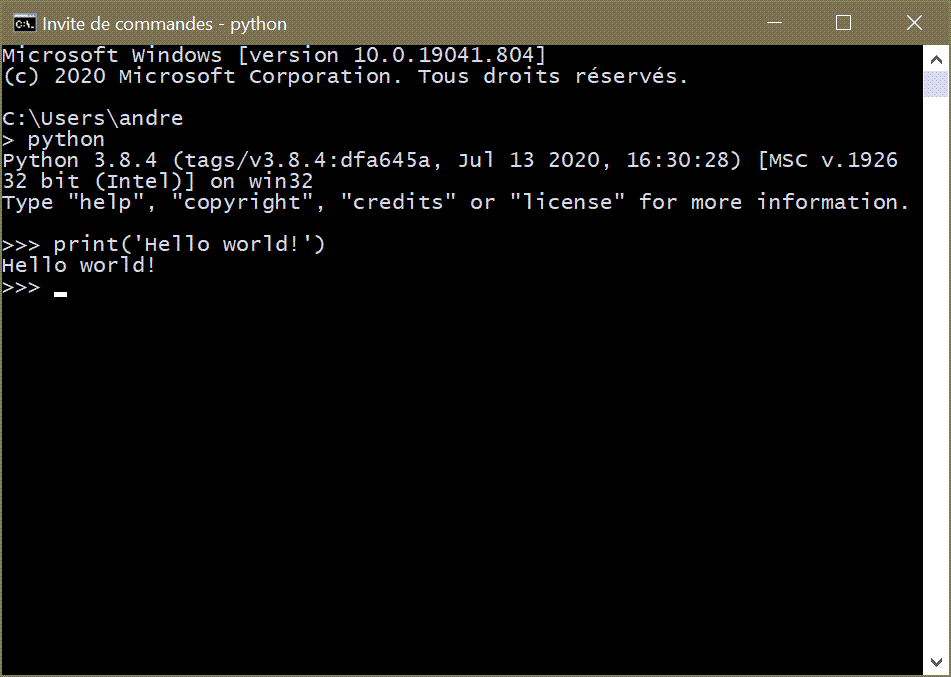 Invite de commandes - python
Microsoft Windows [version 10.0.19041.804]
(c) 2020 Microsoft Corporation. Tous droits réservés.
C:\Users\andre
> python
Python 3.8.4 (tags/v3.8.4:dfa645a, Jul 13 2020, 16:30:28) [MSC v.1926
32 bit (Intel)] on win32
Type "help", "copyright", "credits" or "license" for more information.
>>> print('Hello world!')
Hello world!
>>>